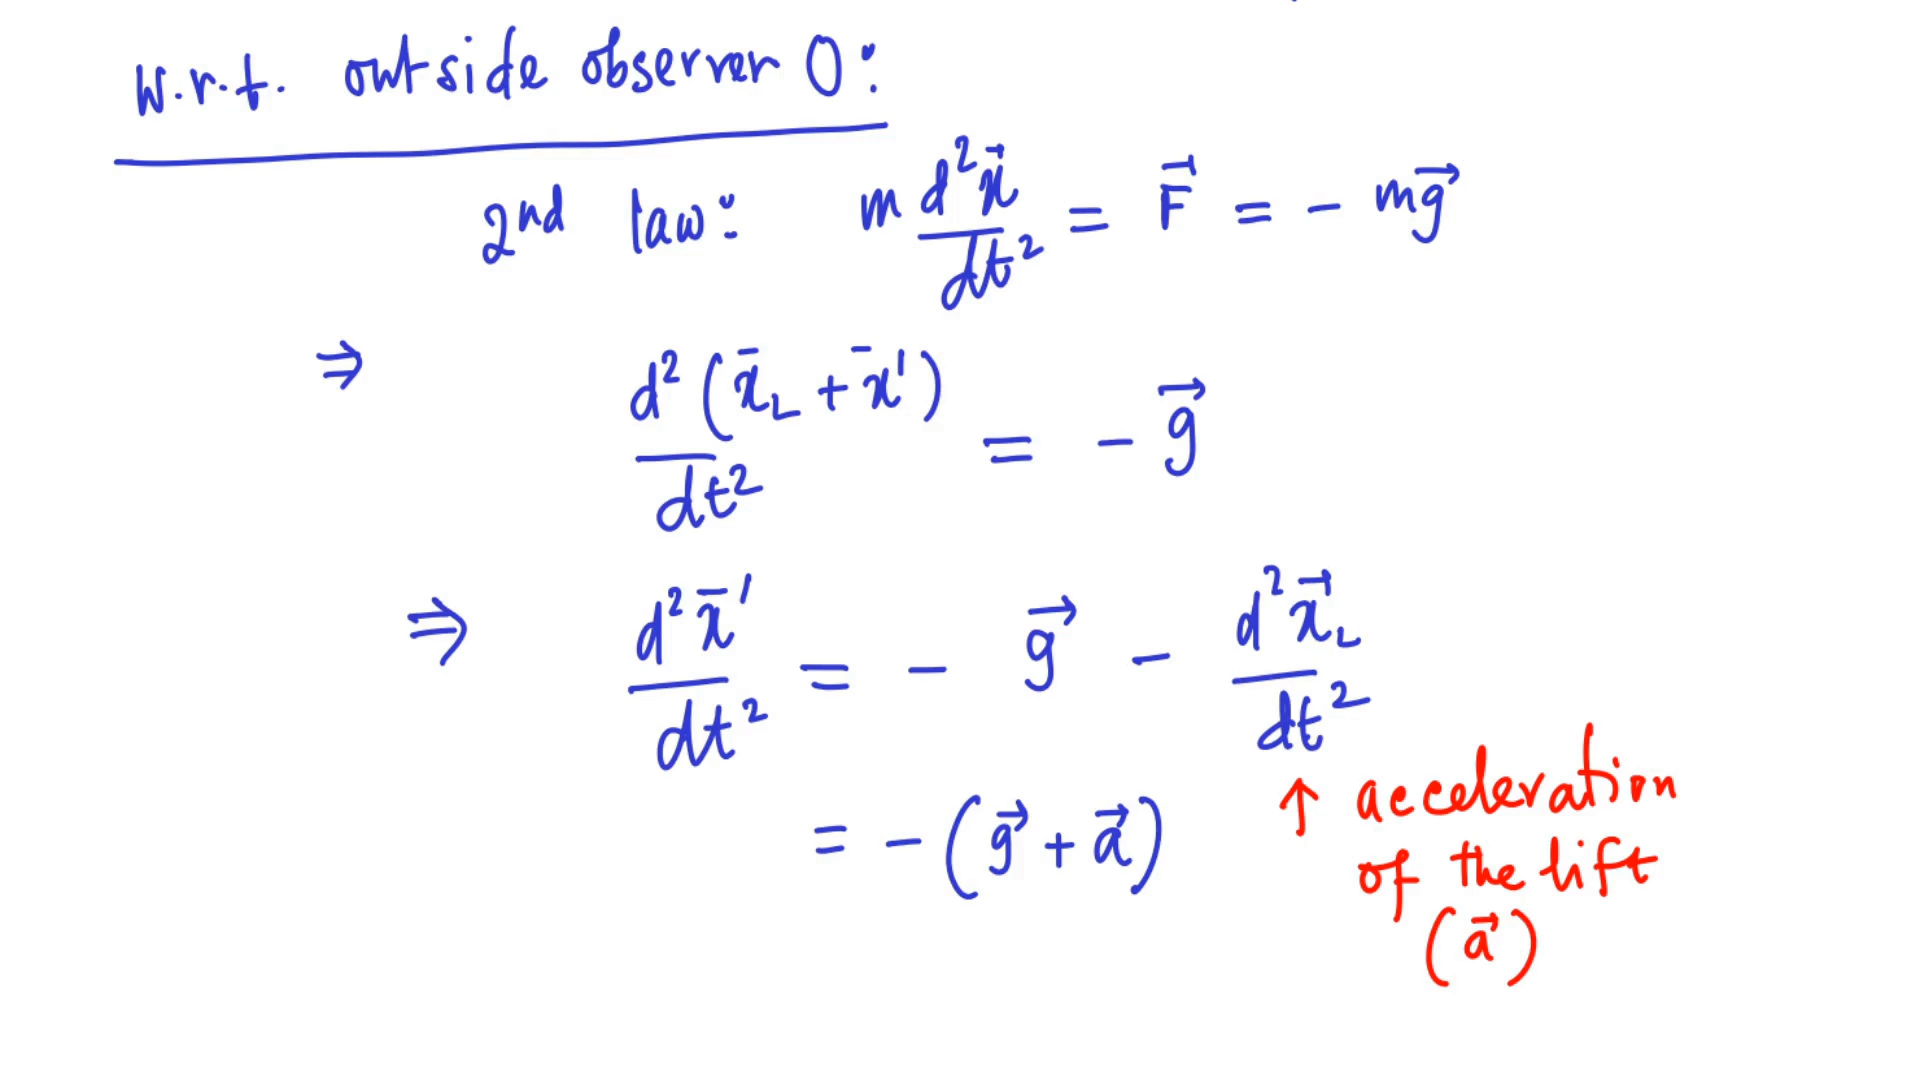 w.r.t. outside observer O:
2nd law: m d²x⃗/dt² = F⃗ = - mg⃗
⇒ d²(x̄_L + x̄')/dt² = - g⃗
⇒ d²x̄'/dt² = - g⃗ - d²x⃗_L/dt²
↑ acceleration
= - (g⃗ + a⃗)
of the lift
(a⃗)